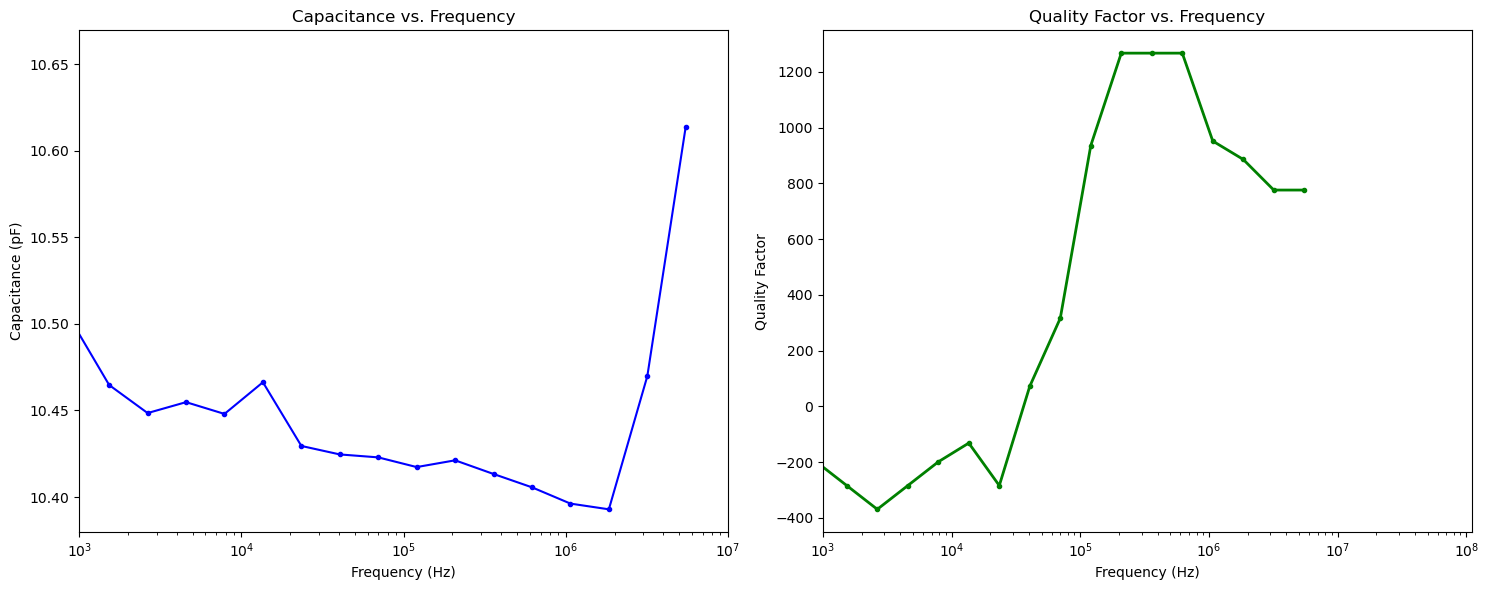 Capacitance vs. Frequency
Capacitance (pF)
10.65
10.60
10.55
10.50
10.45
10.40
10³ 10⁴ 10⁵ 10⁶ 10⁷
Frequency (Hz)
Quality Factor vs. Frequency
Quality Factor
1200
1000
800
600
400
200
0
−200
−400
10³ 10⁴ 10⁵ 10⁶ 10⁷ 10⁸
Frequency (Hz)